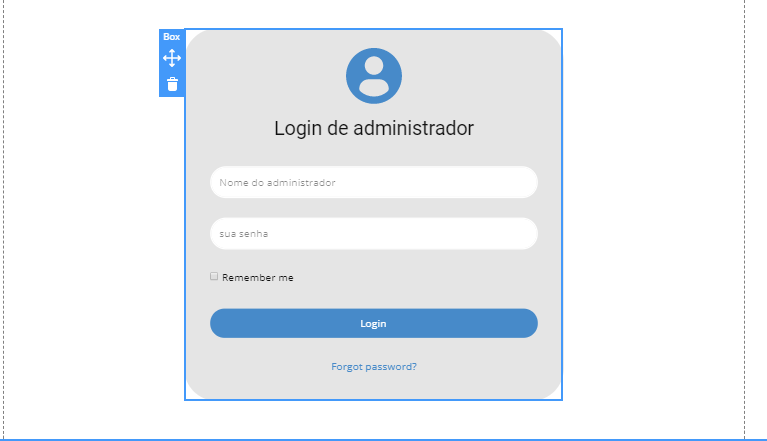 Box
Login de administrador
Nome do administrador
sua senha
Remember me
Login
Forgot password?